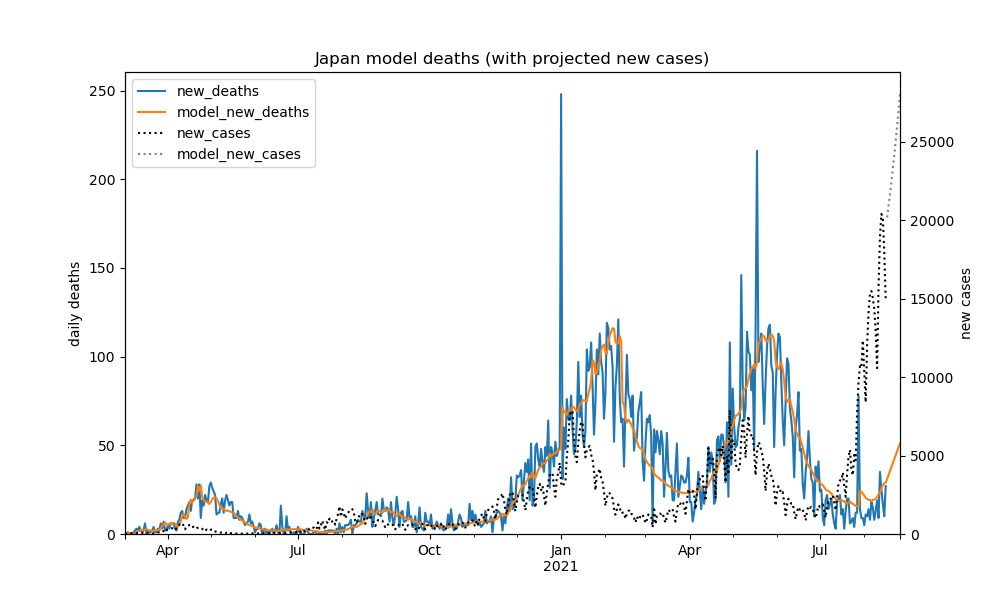 Japan model deaths (with projected new cases)
new_deaths
model_new_deaths
new_cases
model_new_cases
daily deaths
250
200
150
100
50
0
new cases
25000
20000
15000
10000
5000
0
Apr Jul Oct Jan Apr Jul
2021